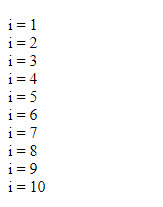 i = 1
i = 2
i = 3
i = 4
i = 5
i = 6
i = 7
i = 8
i = 9
i = 10